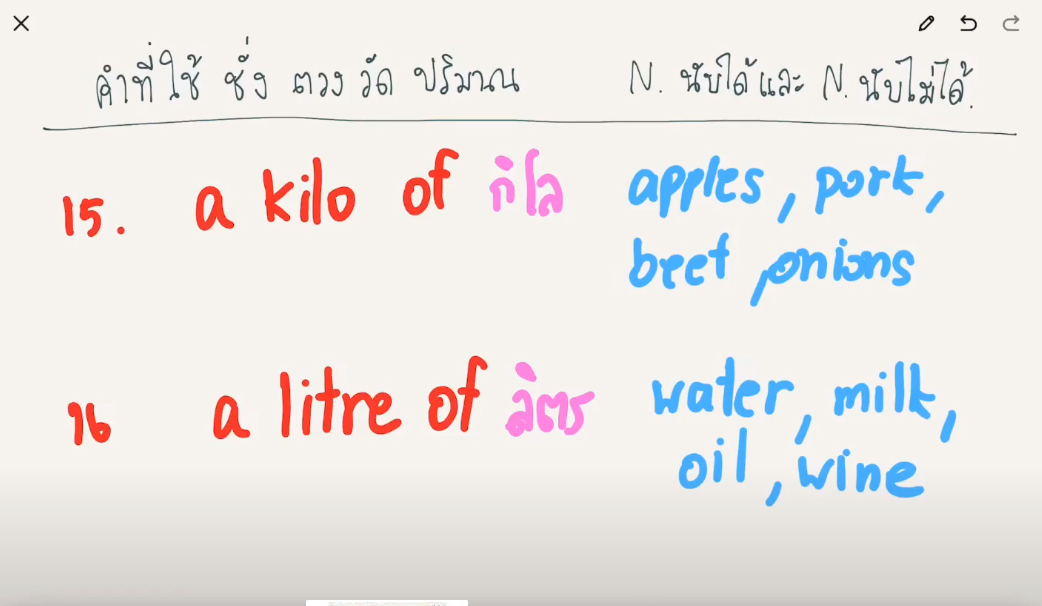 คำที่ใช้ ชั่ง ตวง วัด ปริมาณ N. นับได้ และ N. นับไม่ได้.
15. a kilo of กิโล apples, pork,
beef, onions
16 a litre of ลิตร water, milk,
oil, wine